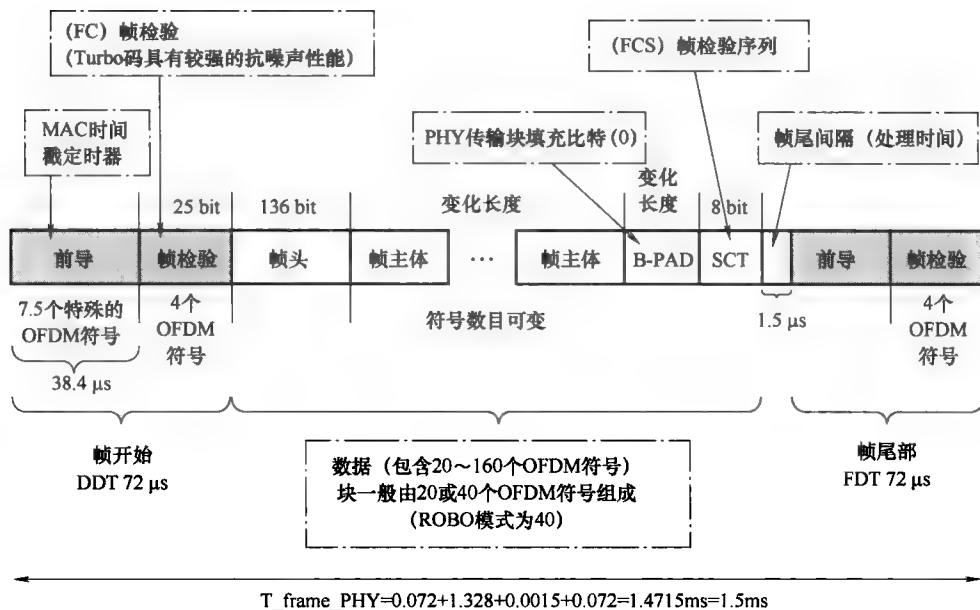 (FC) 帧检验
(Turbo码具有较强的抗噪声性能)
(FCS) 帧检验序列
MAC时间
戳定时器
PHY传输块填充比特 (0)
帧尾间隔 (处理时间)
25 bit
136 bit
变化长度
变化
长度
8 bit
前导
帧检验
帧头
帧主体
…
帧主体
B-PAD
SCT
前导
帧检验
7.5个特殊的
OFDM符号
4个
OFDM
符号
符号数目可变
1.5 μs
4个
OFDM
符号
38.4 μs
帧开始
DDT 72 μs
数据 (包含20～160个OFDM符号)
块一般由20或40个OFDM符号组成
(ROBO模式为40)
帧尾部
FDT 72 μs
T_frame_PHY=0.072+1.328+0.0015+0.072=1.4715ms=1.5ms